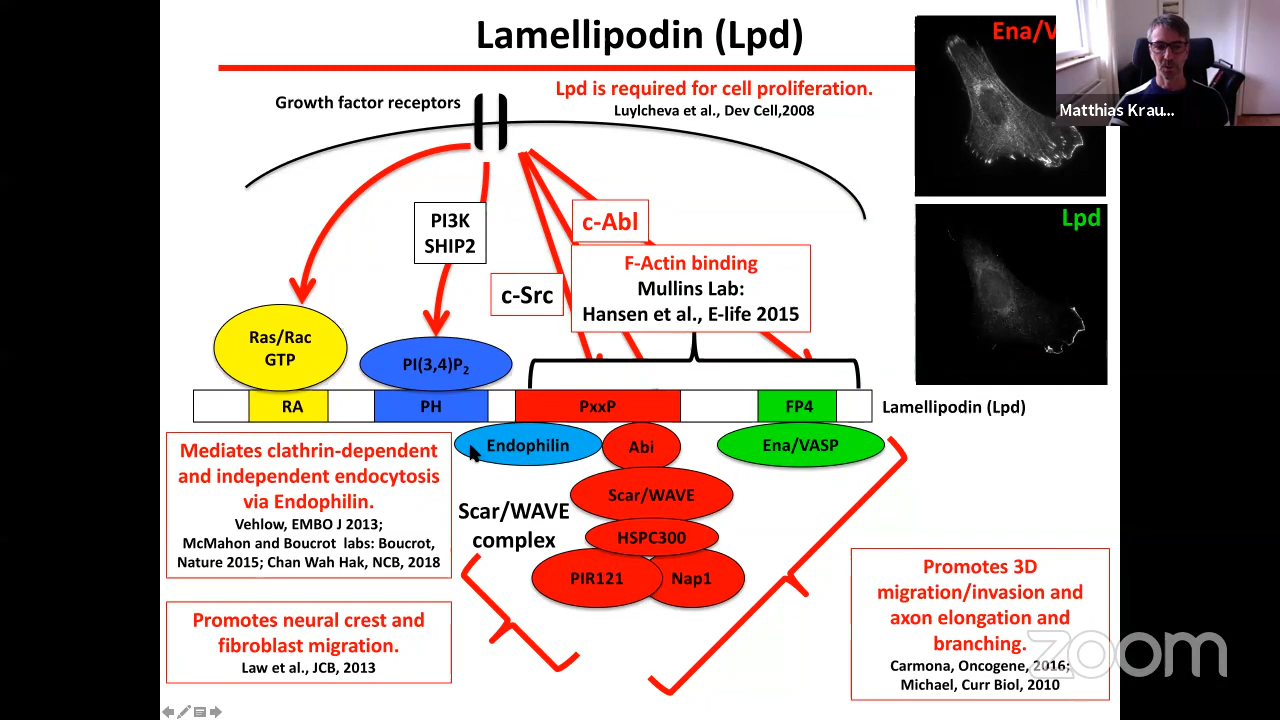 Lamellipodin (Lpd)
Ena/V
Matthias Krau...
Lpd is required for cell proliferation.
Luylcheva et al., Dev Cell,2008
Growth factor receptors
PI3K
SHIP2
c-Abl
c-Src
F-Actin binding
Mullins Lab:
Hansen et al., E-life 2015
Lpd
Ras/Rac
GTP
PI(3,4)P2
RA
PH
PxxP
FP4
Lamellipodin (Lpd)
Endophilin
Abi
Ena/VASP
Mediates clathrin-dependent
and independent endocytosis
via Endophilin.
Vehlow, EMBO J 2013;
McMahon and Boucrot labs: Boucrot,
Nature 2015; Chan Wah Hak, NCB, 2018
Scar/WAVE
complex
Scar/WAVE
HSPC300
PIR121
Nap1
Promotes neural crest and
fibroblast migration.
Law et al., JCB, 2013
Promotes 3D
migration/invasion and
axon elongation and
branching.
Carmona, Oncogene, 2016;
Michael, Curr Biol, 2010
zoom